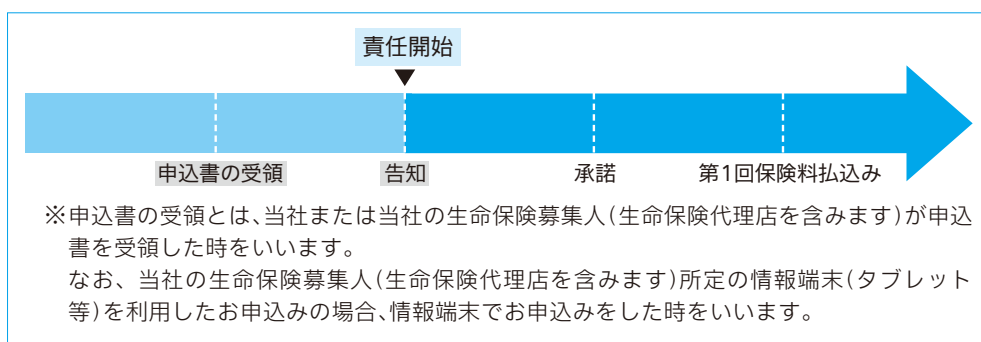 責任開始
申込書の受領
告知
承諾
第1回保険料払込み
※申込書の受領とは、当社または当社の生命保険募集人(生命保険代理店を含みます)が申込
書を受領した時をいいます。
なお、当社の生命保険募集人(生命保険代理店を含みます)所定の情報端末(タブレット
等)を利用したお申込みの場合、情報端末でお申込みをした時をいいます。